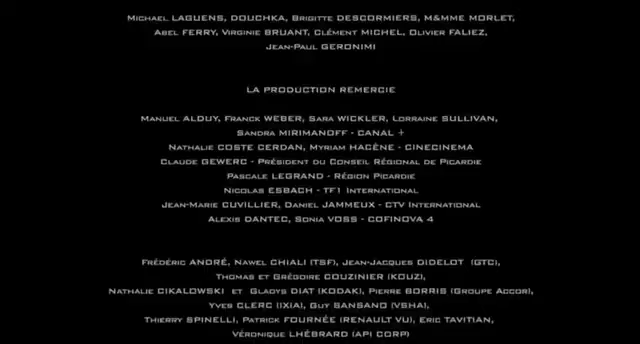 Michael LAGUENS, DOUCHKA, Brigitte DESCORMIERS, M&MME MORLET,
Abel FERRY, Virginie BRUANT, Clément MICHEL, Olivier FALIEZ,
Jean-Paul GERONIMI
LA PRODUCTION REMERCIE
Manuel ALDUY, Franck WEBER, Sara WICKLER, Lorraine SULLIVAN,
Sandra MIRIMANOFF - CANAL +
Nathalie COSTE CERDAN, Myriam HACÈNE - CINECINEMA
Claude GEWERC - Président du Conseil Régional de Picardie
Pascale LEGRAND - Région Picardie
Nicolas ESBACH - TF1 International
Jean-Marie CUVILLIER, Daniel JAMMEUX - CTV International
Alexis DANTEC, Sonia VOSS - COFINOVA 4
Frédéric ANDRÉ, Nawel CHIALI (TSF), Jean-Jacques DIDELOT (GTC),
Thomas et Grégoire COUZINIER (KOUZ),
Nathalie CIKALOWSKI et Gladys DIAT (KODAK), Pierre BORRIS (Groupe Accor),
Yves CLERC (IXIA), Guy SANSANO (VSHA),
Thierry SPINELLI, Patrick FOURNÉE (RENAULT VU), Eric TAVITIAN,
Véronique LHÉBRARD (API CORP)